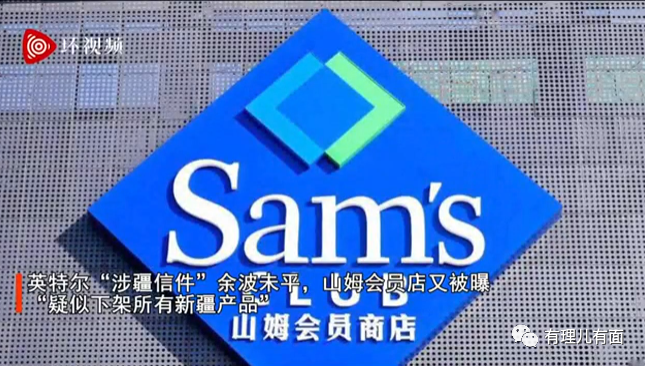 环视频
Sam's
CLUB
英特尔“涉疆信件”余波未平，山姆会员店又被曝
“疑似下架所有新疆产品”
山姆会员商店
有理儿有面